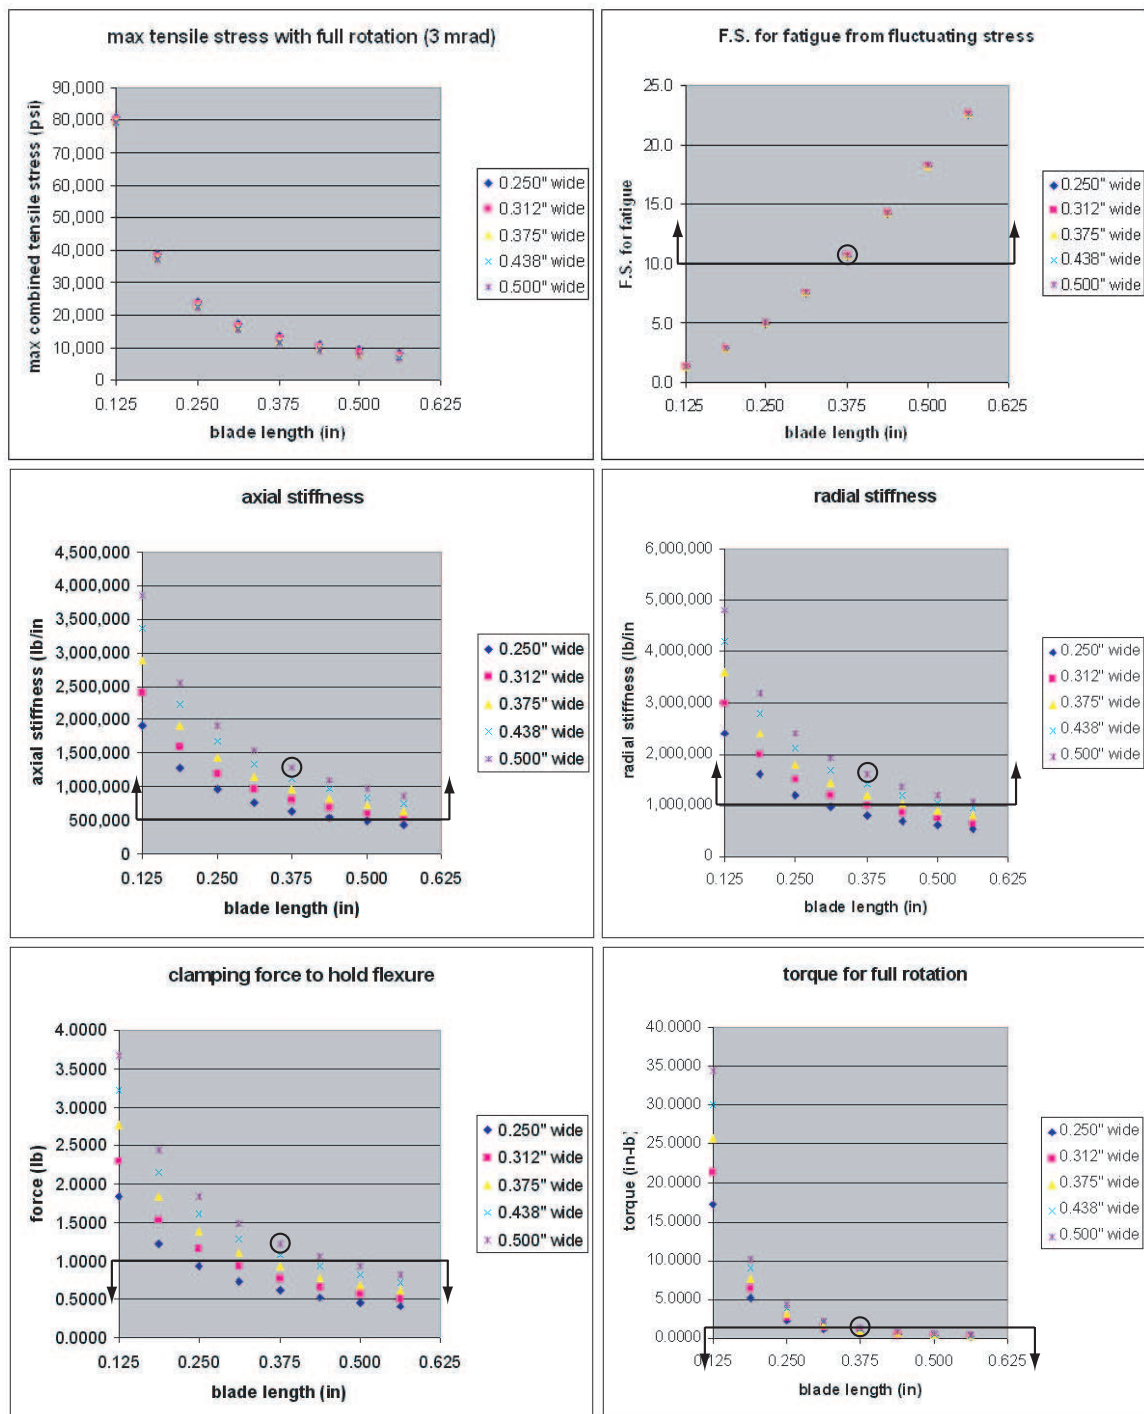 max tensile stress with full rotation (3 mrad)
max combined tensile stress (psi)
90,000
80,000
70,000
60,000
50,000
40,000
30,000
20,000
10,000
0
0.125 0.250 0.375 0.500 0.625
blade length (in)
0.250" wide
0.312" wide
0.375" wide
0.438" wide
0.500" wide
F.S. for fatigue from fluctuating stress
F.S. for fatigue
25.0
20.0
15.0
10.0
5.0
0.0
0.125 0.250 0.375 0.500 0.625
blade length (in)
0.250" wide
0.312" wide
0.375" wide
0.438" wide
0.500" wide
axial stiffness
axial stiffness (lb/in
4,500,000
4,000,000
3,500,000
3,000,000
2,500,000
2,000,000
1,500,000
1,000,000
500,000
0
0.125 0.250 0.375 0.500 0.625
blade length (in)
0.250" wide
0.312" wide
0.375" wide
0.438" wide
0.500" wide
radial stiffness
radial stiffness (lb/in
6,000,000
5,000,000
4,000,000
3,000,000
2,000,000
1,000,000
0
0.125 0.250 0.375 0.500 0.625
blade length (in)
0.250" wide
0.312" wide
0.375" wide
0.438" wide
0.500" wide
clamping force to hold flexure
force (lb)
4.0000
3.5000
3.0000
2.5000
2.0000
1.5000
1.0000
0.5000
0.0000
0.125 0.250 0.375 0.500 0.625
blade length (in)
0.250" wide
0.312" wide
0.375" wide
0.438" wide
0.500" wide
torque for full rotation
torque (in-lb)
40.0000
35.0000
30.0000
25.0000
20.0000
15.0000
10.0000
5.0000
0.0000
0.125 0.250 0.375 0.500 0.625
blade length (in)
0.250" wide
0.312" wide
0.375" wide
0.438" wide
0.500" wide